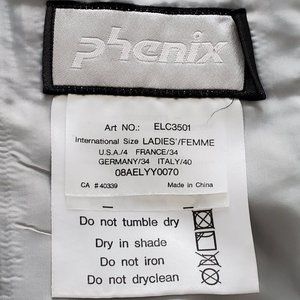 phenix
Art NO.: ELC3501
International Size LADIES'/FEMME
U.S.A./4 FRANCE/34
GERMANY/34 ITALY/40
08AELYY0070
CA #40339 Made in China
Do not tumble dry
Dry in shade
Do not iron
Do not dryclean